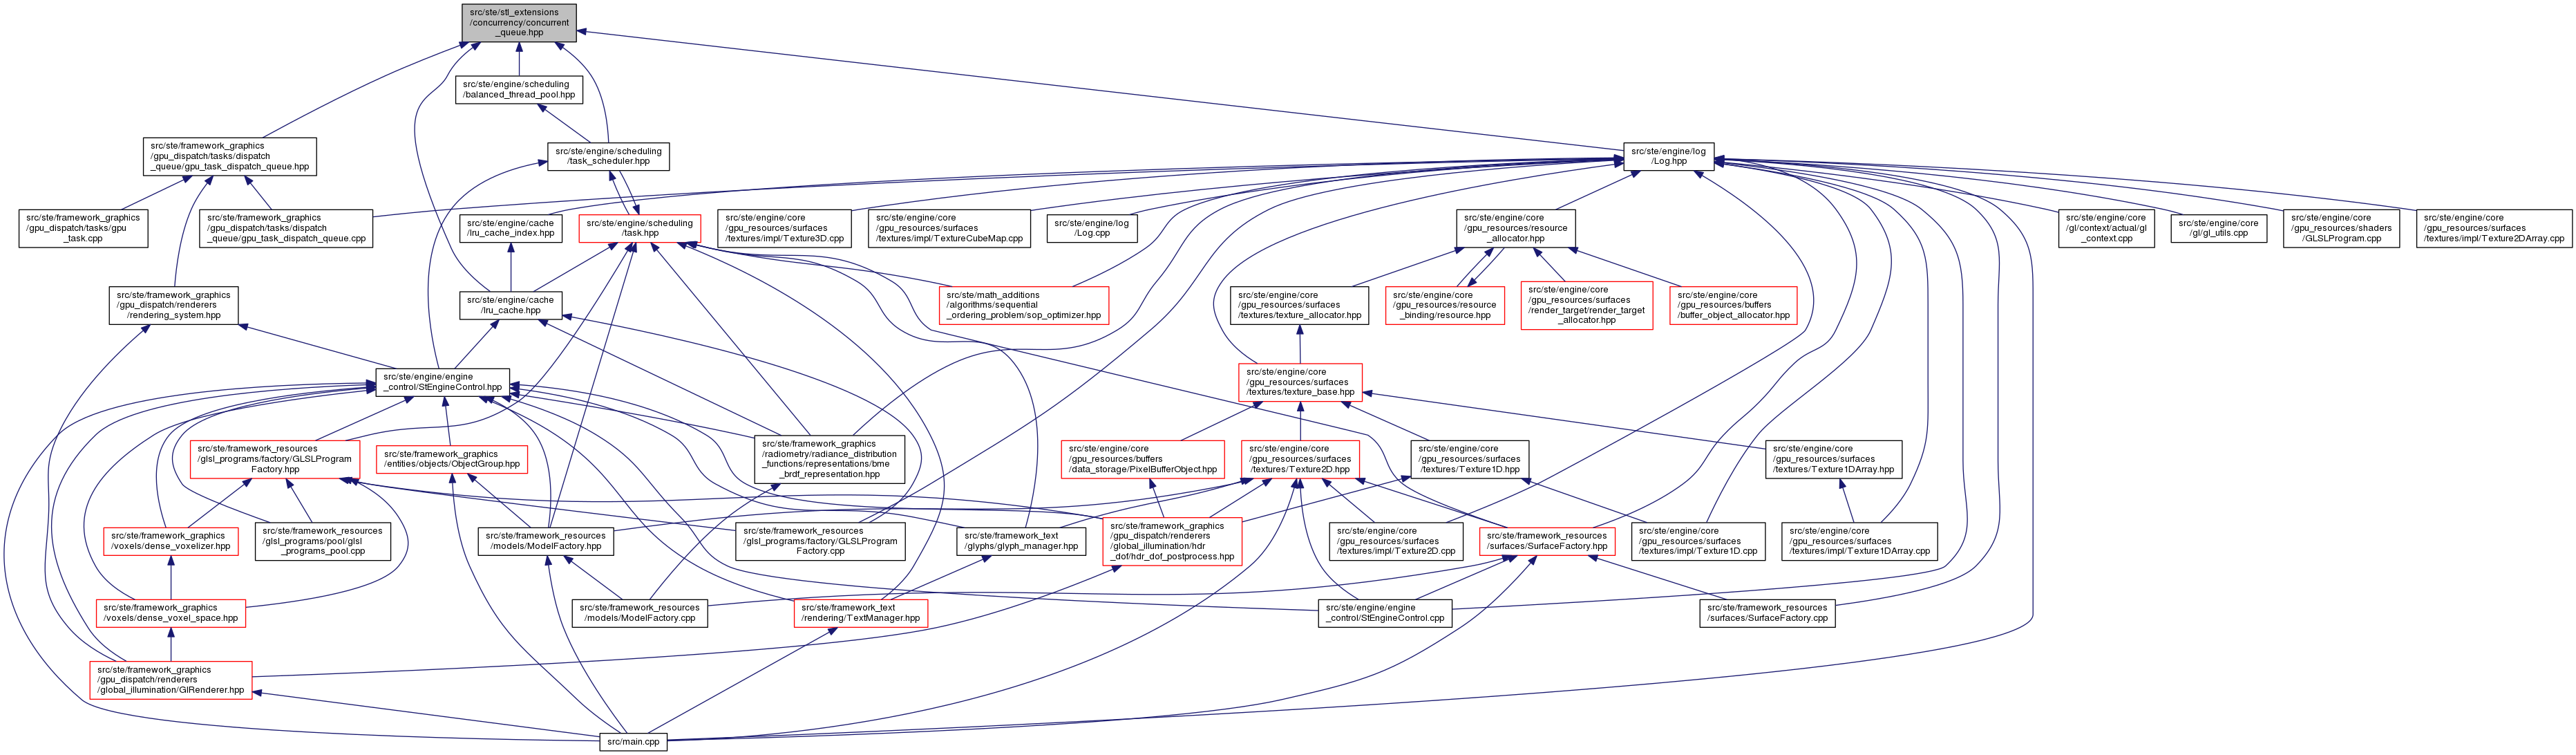 src/ste/stl_extensions
/concurrency/concurrent
_queue.hpp
src/ste/engine/scheduling
/balanced_thread_pool.hpp
src/ste/framework_graphics
/gpu_dispatch/tasks/dispatch
_queue/gpu_task_dispatch_queue.hpp
src/ste/engine/scheduling
/task_scheduler.hpp
src/ste/engine/log
/Log.hpp
src/ste/framework_graphics
/gpu_dispatch/tasks/gpu
_task.cpp
src/ste/framework_graphics
/gpu_dispatch/tasks/dispatch
_queue/gpu_task_dispatch_queue.cpp
src/ste/engine/cache
/lru_cache_index.hpp
src/ste/engine/scheduling
/task.hpp
src/ste/engine/core
/gpu_resources/surfaces
/textures/impl/Texture3D.cpp
src/ste/engine/core
/gpu_resources/surfaces
/textures/impl/TextureCubeMap.cpp
src/ste/engine/log
/Log.cpp
src/ste/engine/core
/gpu_resources/resource
_allocator.hpp
src/ste/engine/core
/gl/context/actual/gl
_context.cpp
src/ste/engine/core
/gl/gl_utils.cpp
src/ste/engine/core
/gpu_resources/shaders
/GLSLProgram.cpp
src/ste/engine/core
/gpu_resources/surfaces
/textures/impl/Texture2DArray.cpp
src/ste/framework_graphics
/gpu_dispatch/renderers
/rendering_system.hpp
src/ste/engine/cache
/lru_cache.hpp
src/ste/math_additions
/algorithms/sequential
_ordering_problem/sop_optimizer.hpp
src/ste/engine/core
/gpu_resources/surfaces
/textures/texture_allocator.hpp
src/ste/engine/core
/gpu_resources/resource
_binding/resource.hpp
src/ste/engine/core
/gpu_resources/surfaces
/render_target/render_target
_allocator.hpp
src/ste/engine/core
/gpu_resources/buffers
/buffer_object_allocator.hpp
src/ste/engine/engine
_control/StEngineControl.hpp
src/ste/engine/core
/gpu_resources/surfaces
/textures/texture_base.hpp
src/ste/framework_resources
/glsl_programs/factory/GLSLProgram
Factory.hpp
src/ste/framework_graphics
/entities/objects/ObjectGroup.hpp
src/ste/framework_graphics
/radiometry/radiance_distribution
_functions/representations/bme
_brdf_representation.hpp
src/ste/engine/core
/gpu_resources/buffers
/data_storage/PixelBufferObject.hpp
src/ste/engine/core
/gpu_resources/surfaces
/textures/Texture2D.hpp
src/ste/engine/core
/gpu_resources/surfaces
/textures/Texture1D.hpp
src/ste/engine/core
/gpu_resources/surfaces
/textures/Texture1DArray.hpp
src/ste/framework_graphics
/voxels/dense_voxelizer.hpp
src/ste/framework_resources
/glsl_programs/pool/glsl
_programs_pool.cpp
src/ste/framework_resources
/models/ModelFactory.hpp
src/ste/framework_resources
/glsl_programs/factory/GLSLProgram
Factory.cpp
src/ste/framework_text
/glyphs/glyph_manager.hpp
src/ste/framework_graphics
/gpu_dispatch/renderers
/global_illumination/hdr
_dof/hdr_dof_postprocess.hpp
src/ste/engine/core
/gpu_resources/surfaces
/textures/impl/Texture2D.cpp
src/ste/framework_resources
/surfaces/SurfaceFactory.hpp
src/ste/engine/core
/gpu_resources/surfaces
/textures/impl/Texture1D.cpp
src/ste/engine/core
/gpu_resources/surfaces
/textures/impl/Texture1DArray.cpp
src/ste/framework_graphics
/voxels/dense_voxel_space.hpp
src/ste/framework_resources
/models/ModelFactory.cpp
src/ste/framework_text
/rendering/TextManager.hpp
src/ste/engine/engine
_control/StEngineControl.cpp
src/ste/framework_resources
/surfaces/SurfaceFactory.cpp
src/ste/framework_graphics
/gpu_dispatch/renderers
/global_illumination/GIRenderer.hpp
src/main.cpp